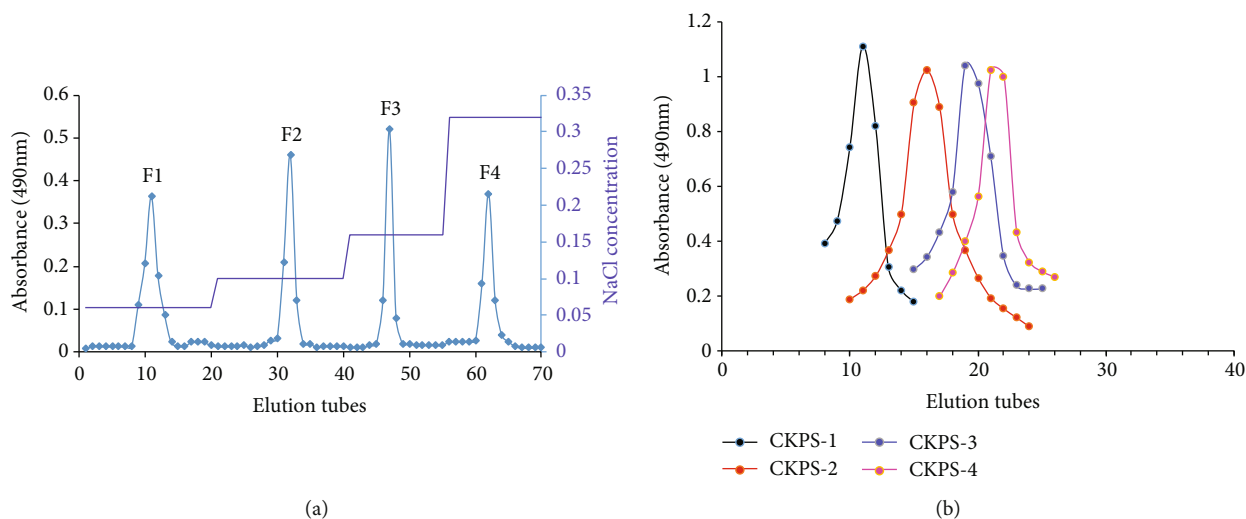 0.6
0.5
0.4
0.3
0.2
0.1
0
Absorbance (490nm)
F1
F2
F3
F4
0.35
0.3
0.25
0.2
0.15
0.1
0.05
0
NaCl concentration
0 10 20 30 40 50 60 70
Elution tubes
(a)
1.2
1
0.8
0.6
0.4
0.2
0
Absorbance (490nm)
0 10 20 30 40
Elution tubes
CKPS-1 CKPS-3
CKPS-2 CKPS-4
(b)